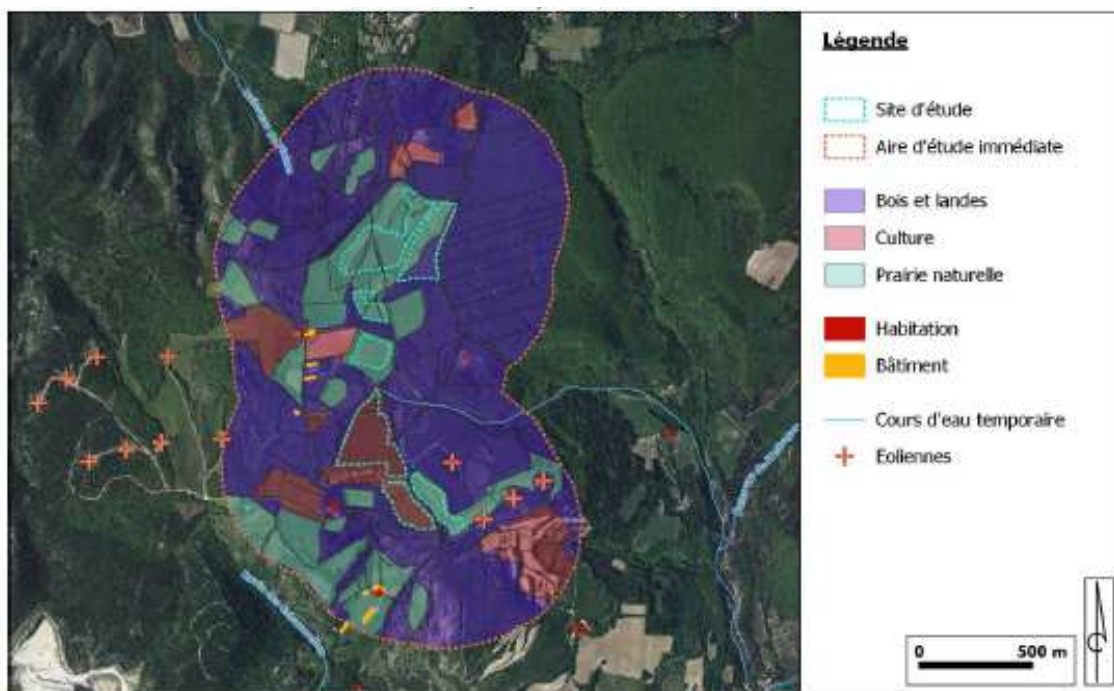 Légende
Site d'étude
Aire d'étude immédiate
Bois et landes
Culture
Prairie naturelle
Habitation
Bâtiment
Cours d'eau temporaire
Eoliennes
0 500 m